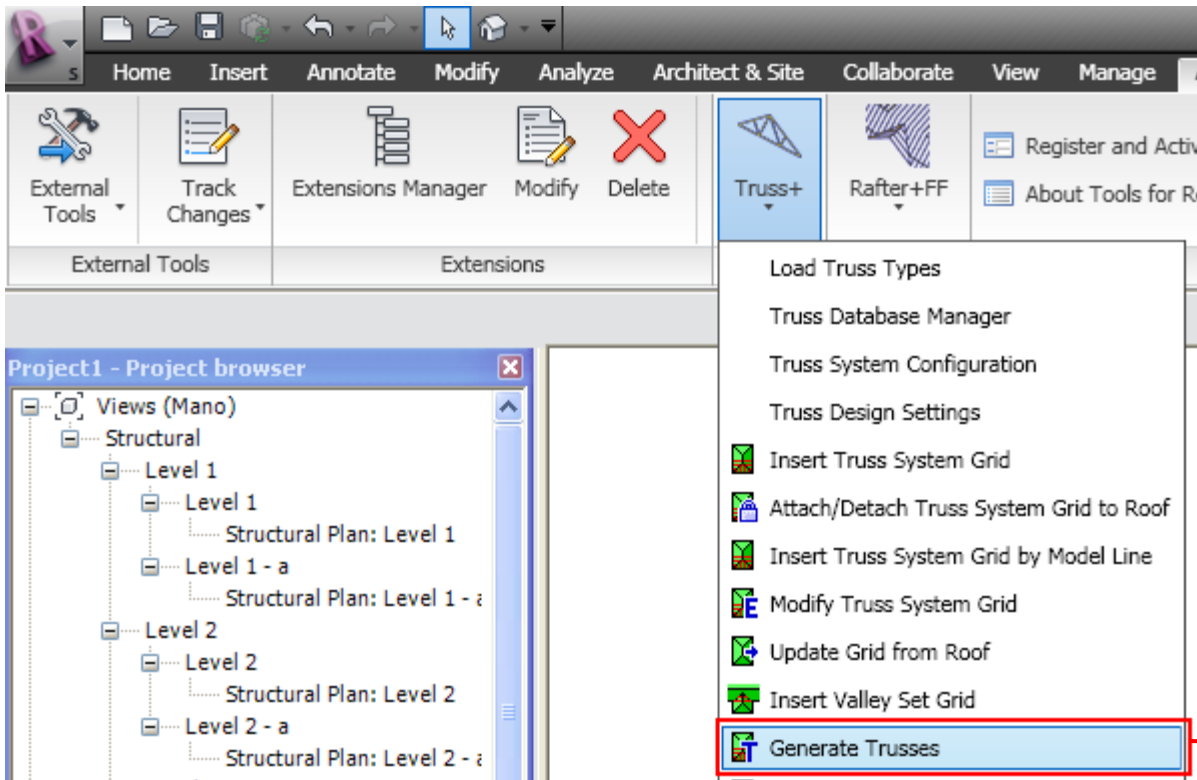 S
Home Insert Annotate Modify Analyze Architect & Site Collaborate View Manage
External Tools
Track Changes
Extensions Manager
Modify
Delete
Truss+
Rafter+FF
Register and Activ
About Tools for R
External Tools
Extensions
Load Truss Types
Truss Database Manager
Truss System Configuration
Truss Design Settings
Insert Truss System Grid
Attach/Detach Truss System Grid to Roof
Insert Truss System Grid by Model Line
Modify Truss System Grid
Update Grid from Roof
Insert Valley Set Grid
Generate Trusses
Project1 - Project browser
Views (Mano)
Structural
Level 1
Level 1
Structural Plan: Level 1
Level 1 - a
Structural Plan: Level 1 -
Level 2
Level 2
Structural Plan: Level 2
Level 2 - a
Structural Plan: Level 2 -